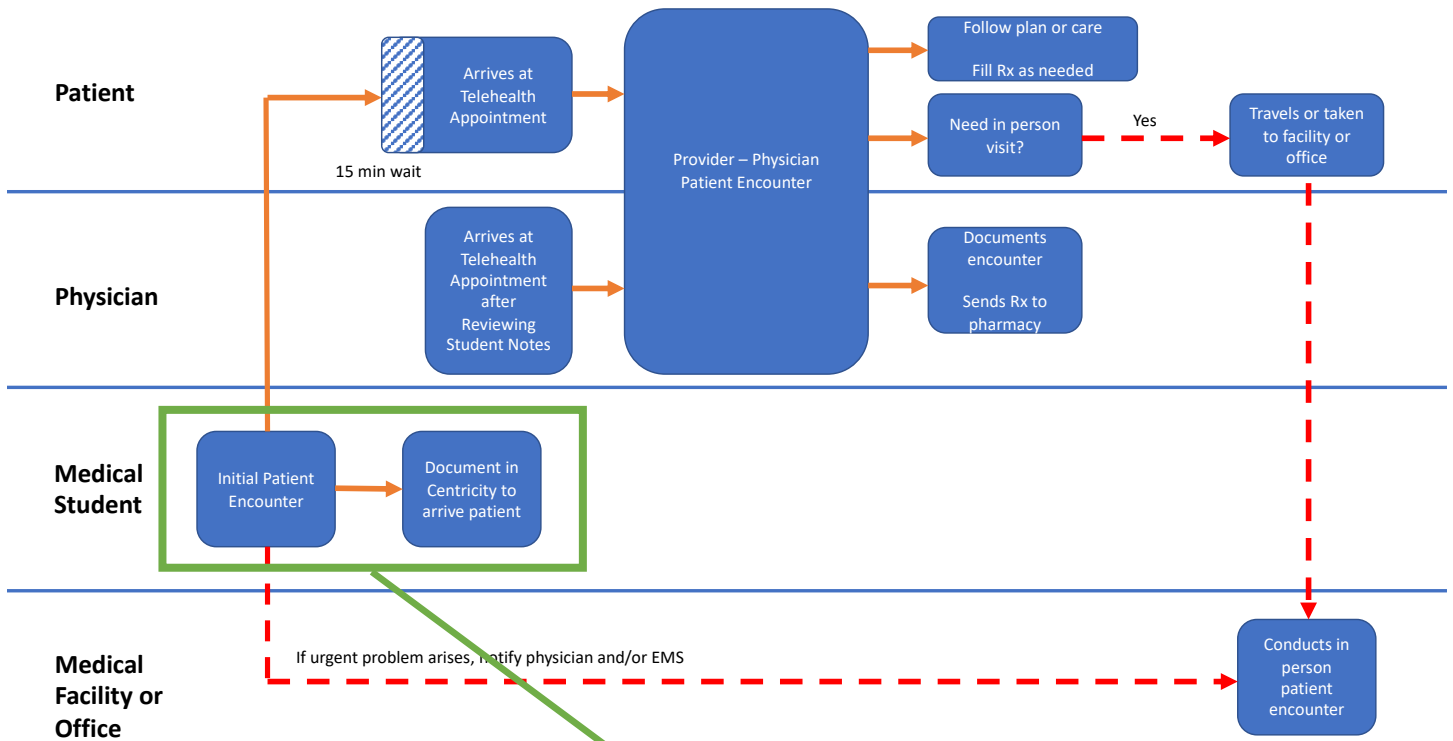 Patient
Arrives at
Telehealth
Appointment
15 min wait
Provider – Physician
Patient Encounter
Follow plan or care
Fill Rx as needed
Need in person
visit?
Yes
Travels or taken
to facility or
office
Physician
Arrives at
Telehealth
Appointment
after
Reviewing
Student Notes
Documents
encounter
Sends Rx to
pharmacy
Medical
Student
Initial Patient
Encounter
Document in
Centricity to
arrive patient
Medical
Facility or
Office
If urgent problem arises, notify physician and/or EMS
Conducts in
person
patient
encounter